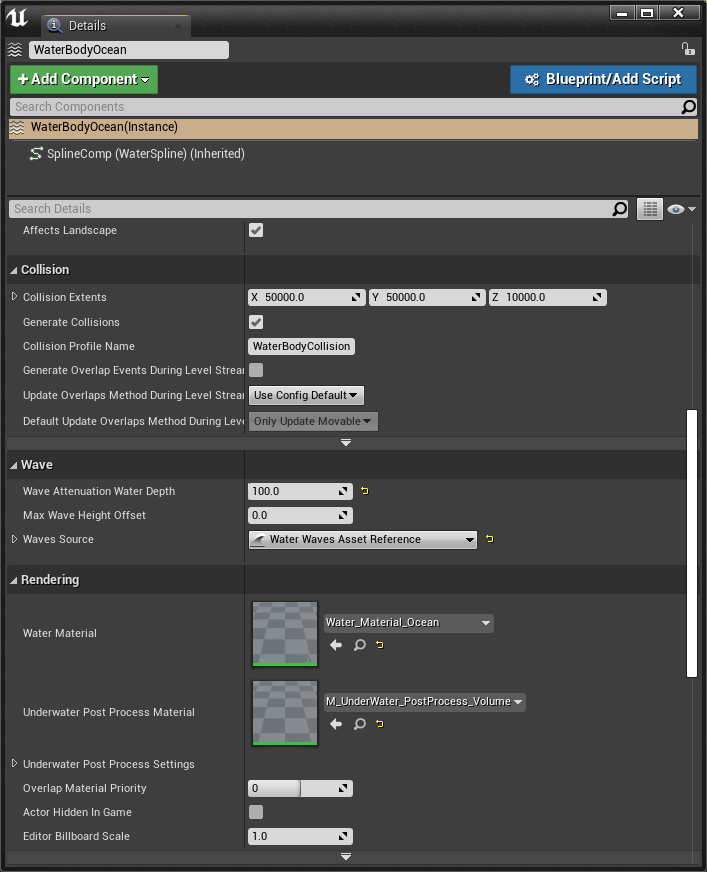 Details
WaterBodyOcean
+Add Component
Blueprint/Add Script
Search Components
WaterBodyOcean(Instance)
SplineComp (WaterSpline) (Inherited)
Search Details
Affects Landscape
Collision
Collision Extents X 50000.0 Y 50000.0 Z 10000.0
Generate Collisions
Collision Profile Name WaterBodyCollision
Generate Overlap Events During Level Strear
Update Overlaps Method During Level Strear Use Config Default
Default Update Overlaps Method During Leve Only Update Movable
Wave
Wave Attenuation Water Depth 100.0
Max Wave Height Offset 0.0
Waves Source Water Waves Asset Reference
Rendering
Water Material Water_Material_Ocean
Underwater Post Process Material M_UnderWater_PostProcess_Volume
Underwater Post Process Settings
Overlap Material Priority 0
Actor Hidden In Game
Editor Billboard Scale 1.0